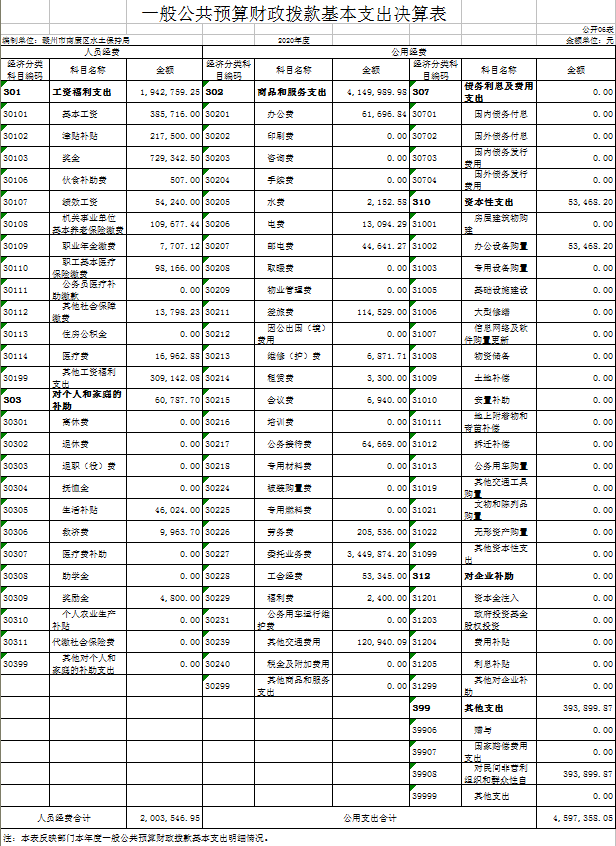 一般公共预算财政拨款基本支出决算表
公开06表
编制单位：赣州市南康区水土保持局 2020年度 金额单位：元
人员经费 公用经费
经济分类科目编码 科目名称 金额 经济分类科目编码 科目名称 金额 经济分类科目编码 科目名称 金额
301 工资福利支出 1,942,759.25 302 商品和服务支出 4,149,989.98 307 债务利息及费用支出 0.00
30101 基本工资 385,716.00 30201 办公费 61,696.84 30701 国内债务付息 0.00
30102 津贴补贴 217,500.00 30202 印刷费 0.00 30702 国外债务付息 0.00
30103 奖金 729,342.50 30203 咨询费 0.00 30703 国内债务发行费用 0.00
30106 伙食补助费 507.00 30204 手续费 0.00 30704 国外债务发行费用 0.00
30107 绩效工资 54,240.00 30205 水费 2,152.58 310 资本性支出 53,468.20
30108 机关事业单位基本养老保险缴费 109,677.44 30206 电费 13,094.29 31001 房屋建筑物购建 0.00
30109 职业年金缴费 7,707.12 30207 邮电费 44,641.27 31002 办公设备购置 53,468.20
30110 职工基本医疗保险缴费 98,166.00 30208 取暖费 0.00 31003 专用设备购置 0.00
30111 公务员医疗补助缴款 0.00 30209 物业管理费 0.00 31005 基础设施建设 0.00
30112 其他社会保障缴费 13,798.23 30211 差旅费 114,529.00 31006 大型修缮 0.00
30113 住房公积金 0.00 30212 因公出国（境）费用 0.00 31007 信息网络及软件购置更新 0.00
30114 医疗费 16,962.88 30213 维修（护）费 6,871.71 31008 物资储备 0.00
30199 其他工资福利支出 309,142.08 30214 租赁费 3,300.00 31009 土地补偿 0.00
303 对个人和家庭的补助 60,787.70 30215 会议费 6,940.00 31010 安置补助 0.00
30301 离休费 0.00 30216 培训费 0.00 310111 地上附着物和青苗补偿 0.00
30302 退休费 0.00 30217 公务接待费 64,669.00 31012 拆迁补偿 0.00
30303 退职（役）费 0.00 30218 专用材料费 0.00 31013 公务用车购置 0.00
30304 抚恤金 0.00 30224 被装购置费 0.00 31019 其他交通工具购置 0.00
30305 生活补贴 46,024.00 30225 专用燃料费 0.00 31021 文物和陈列品购置 0.00
30306 救济费 9,963.70 30226 劳务费 205,536.00 31022 无形资产购置 0.00
30307 医疗费补助 0.00 30227 委托业务费 3,449,874.20 31099 其他资本性支出 0.00
30308 助学金 0.00 30228 工会经费 53,345.00 312 对企业补助 0.00
30309 奖励金 4,800.00 30229 福利费 2,400.00 31201 资本金注入 0.00
30310 个人农业生产补贴 0.00 30231 公务用车运行维护费 0.00 31203 政府投资基金股权投资 0.00
30311 代缴社会保险费 0.00 30239 其他交通费用 120,940.09 31204 费用补贴 0.00
30399 其他对个人和家庭的补助支出 0.00 30240 税金及附加费用 0.00 31205 利息补贴 0.00
30299 其他商品和服务支出 0.00 31299 其他对企业补助 0.00
399 其他支出 393,899.87
39906 赠与 0.00
39907 国家赔偿费用支出 0.00
39908 对民间非营利组织和群众性自 393,899.87
39999 其他支出 0.00
人员经费合计 2,003,546.95 公用支出合计 4,597,358.05
注：本表反映部门本年度一般公共预算财政拨款基本支出明细情况。